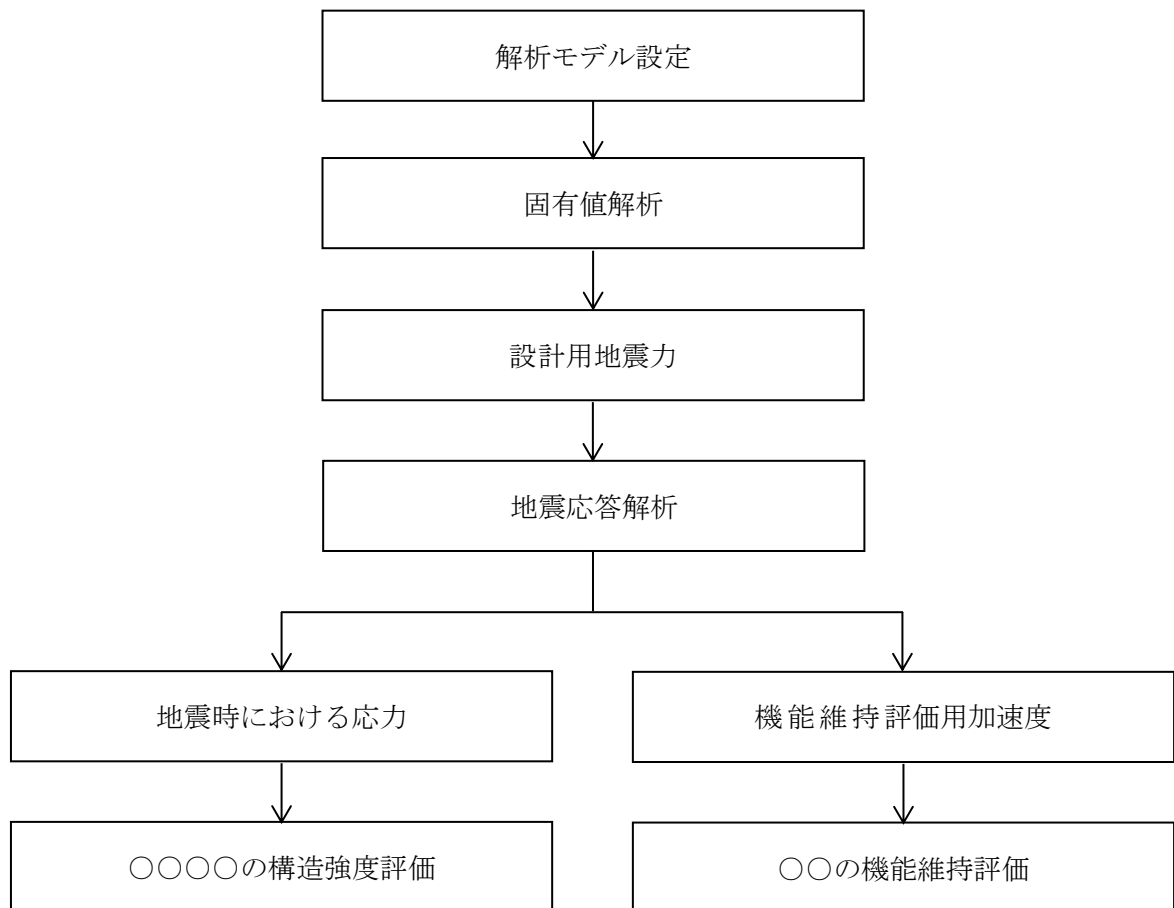 解析モデル設定
固有値解析
設計用地震力
地震応答解析
地震時における応力
機能維持評価用加速度
○○○○の構造強度評価
○○の機能維持評価